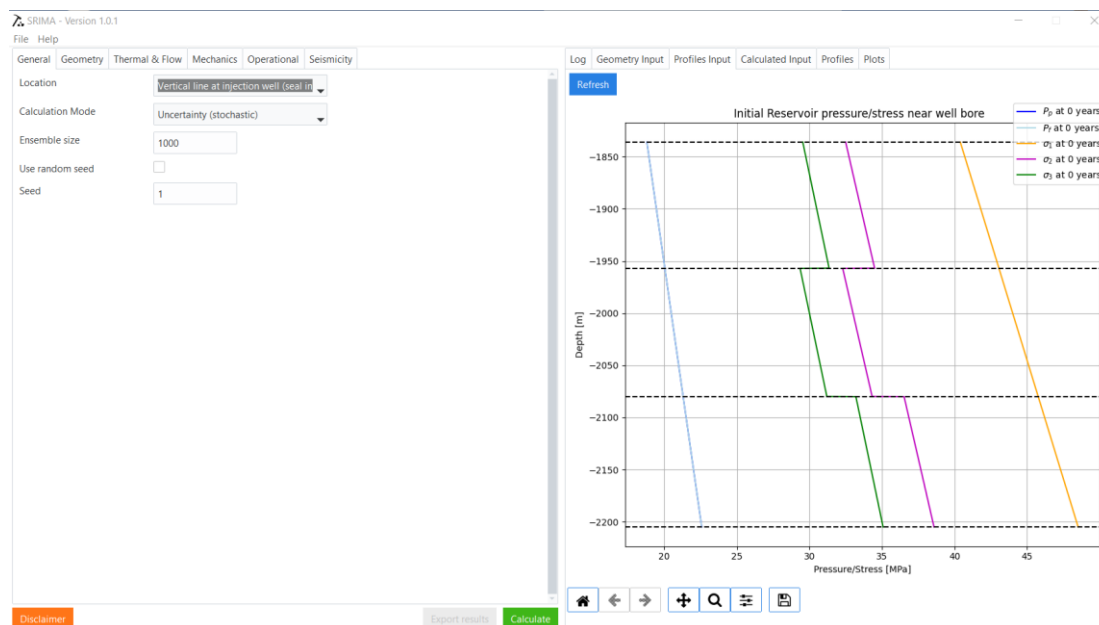 SRIMA - Version 1.0.1
File Help
General Geometry Thermal & Flow Mechanics Operational Seismicity
Location
Vertical line at injection well (seal in
Calculation Mode
Uncertainty (stochastic)
Ensemble size
1000
Use random seed
Seed
1
Disclaimer
Export results
Calculate
Log Geometry Input Profiles Input Calculated Input Profiles Plots
Refresh
Initial Reservoir pressure/stress near well bore
Pp at 0 years
Pf at 0 years
σ1 at 0 years
σ2 at 0 years
σ3 at 0 years
Depth [m]
−1850
−1900
−1950
−2000
−2050
−2100
−2150
−2200
20 25 30 35 40 45
Pressure/Stress [MPa]